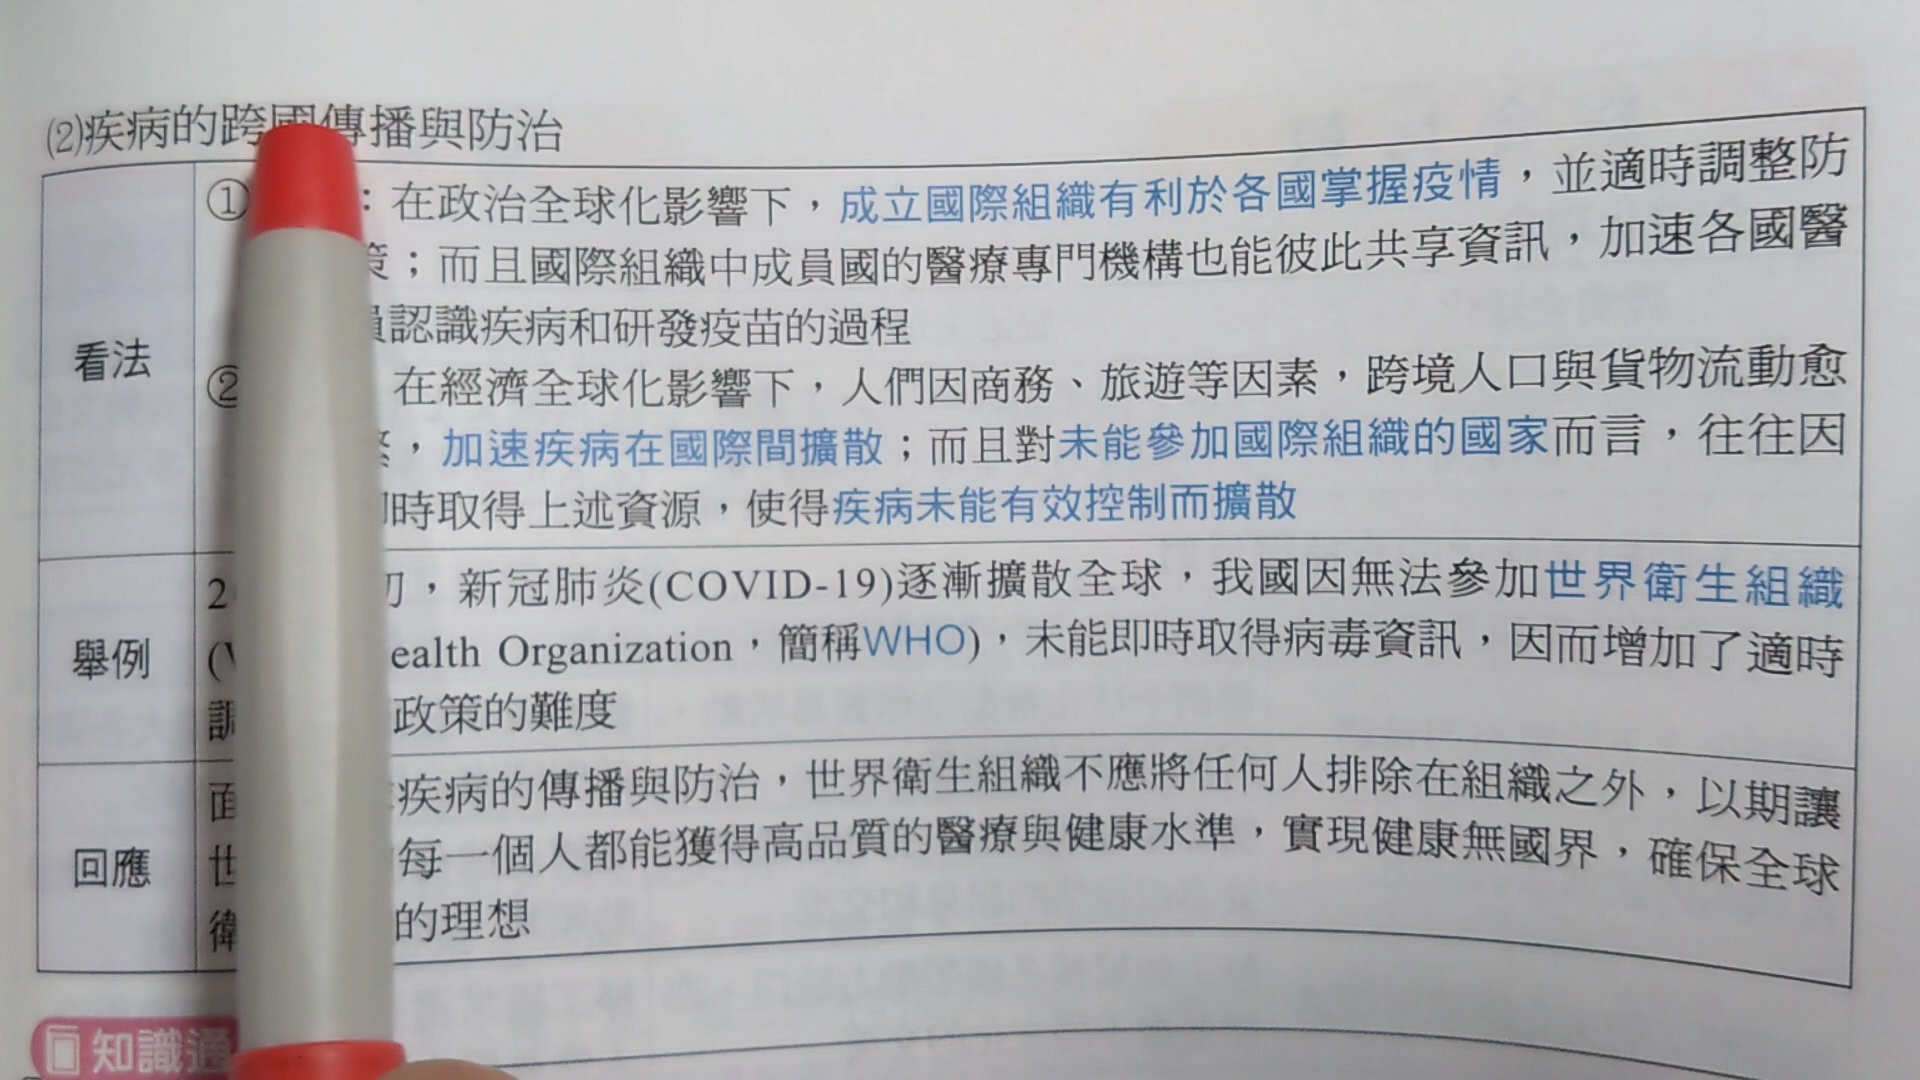 ⑵疾病的跨國傳播與防治
看法
①：在政治全球化影響下，成立國際組織有利於各國掌握疫情，並適時調整防
策；而且國際組織中成員國的醫療專門機構也能彼此共享資訊，加速各國醫
員認識疾病和研發疫苗的過程
②在經濟全球化影響下，人們因商務、旅遊等因素，跨境人口與貨物流動愈
繁，加速疾病在國際間擴散；而且對未能參加國際組織的國家而言，往往因
時取得上述資源，使得疾病未能有效控制而擴散
舉例
2初，新冠肺炎(COVID-19)逐漸擴散全球，我國因無法參加世界衛生組織
(ealth Organization，簡稱WHO)，未能即時取得病毒資訊，因而增加了適時
調政策的難度
回應
面疾病的傳播與防治，世界衛生組織不應將任何人排除在組織之外，以期讓
世每一個人都能獲得高品質的醫療與健康水準，實現健康無國界，確保全球
衛的理想
知識通